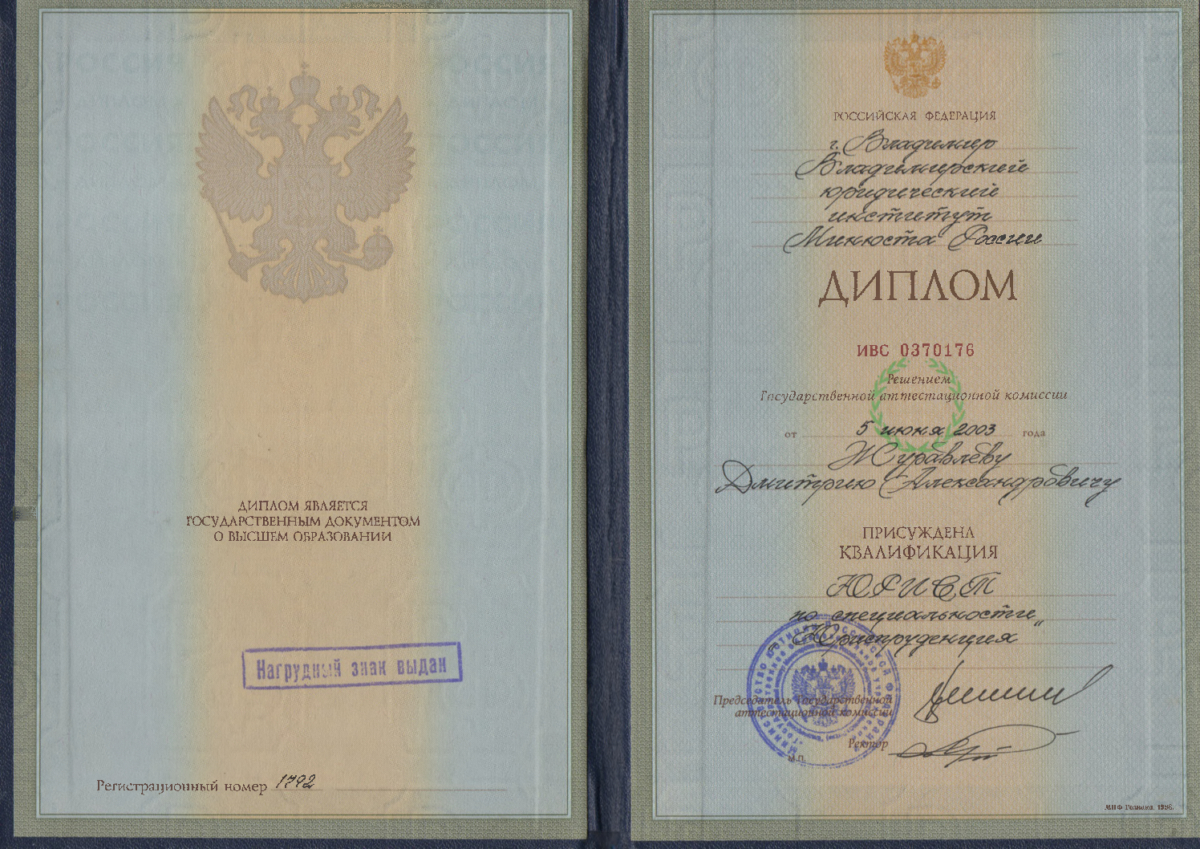 ДИПЛОМ ЯВЛЯЕТСЯ
ГОСУДАРСТВЕННЫМ ДОКУМЕНТОМ
О ВЫСШЕМ ОБРАЗОВАНИИ
Нагрудный знак выдан
Регистрационный номер 1792
РОССИЙСКАЯ ФЕДЕРАЦИЯ
г. Владимир
Владимирский
юридический
институт
Минюста России
ДИПЛОМ
ИВС 0370176
Решением
Государственной аттестационной комиссии
от 5 июня 2003 года
Журавлеву
Дмитрию Александровичу
ПРИСУЖДЕНА
КВАЛИФИКАЦИЯ
ЮРИСТ
по специальности
"Юриспруденция"
Председатель Государственной
аттестационной комиссии
Ректор
М.П.